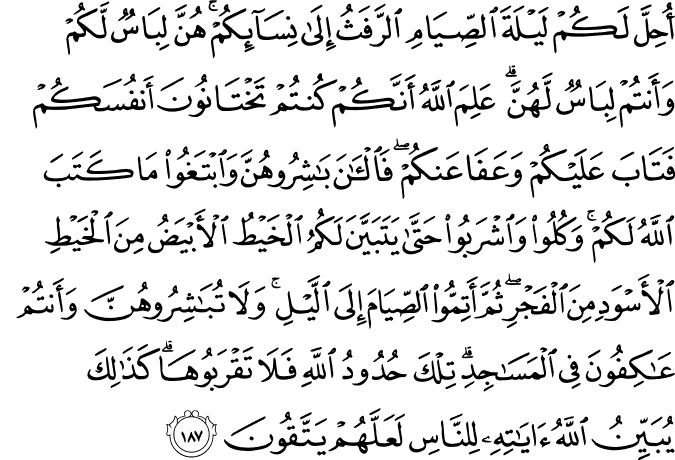 أُحِلَّ لَكُمۡ لَيۡلَةَ ٱلصِّيَامِ ٱلرَّفَثُ إِلَىٰ نِسَآئِكُمۡۚ هُنَّ لِبَاسٞ لَّكُمۡ
وَأَنتُمۡ لِبَاسٞ لَّهُنَّۗ عَلِمَ ٱللَّهُ أَنَّكُمۡ كُنتُمۡ تَخۡتَانُونَ أَنفُسَكُمۡ
فَتَابَ عَلَيۡكُمۡ وَعَفَا عَنكُمۡۖ فَٱلۡـَٰٔنَ بَٰشِرُوهُنَّ وَٱبۡتَغُواْ مَا كَتَبَ
ٱللَّهُ لَكُمۡۚ وَكُلُواْ وَٱشۡرَبُواْ حَتَّىٰ يَتَبَيَّنَ لَكُمُ ٱلۡخَيۡطُ ٱلۡأَبۡيَضُ مِنَ ٱلۡخَيۡطِ
ٱلۡأَسۡوَدِ مِنَ ٱلۡفَجۡرِۖ ثُمَّ أَتِمُّواْ ٱلصِّيَامَ إِلَى ٱلَّيۡلِۚ وَلَا تُبَٰشِرُوهُنَّ وَأَنتُمۡ
عَٰكِفُونَ فِي ٱلۡمَسَٰجِدِۗ تِلۡكَ حُدُودُ ٱللَّهِ فَلَا تَقۡرَبُوهَاۗ كَذَٰلِكَ
يُبَيِّنُ ٱللَّهُ ءَايَٰتِهِۦ لِلنَّاسِ لَعَلَّهُمۡ يَتَّقُونَ ١٨٧